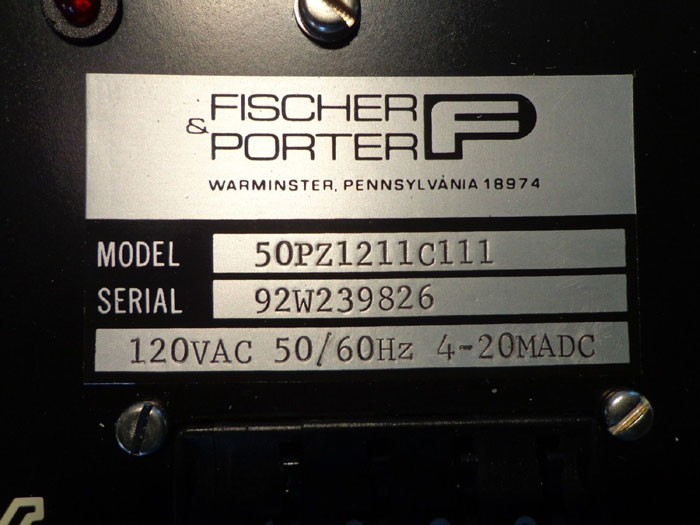 FISCHER
& PORTER
WARMINSTER, PENNSYLVANIA 18974
MODEL 50PZ1211C111
SERIAL 92W239826
120VAC 50/60Hz 4-20MADC